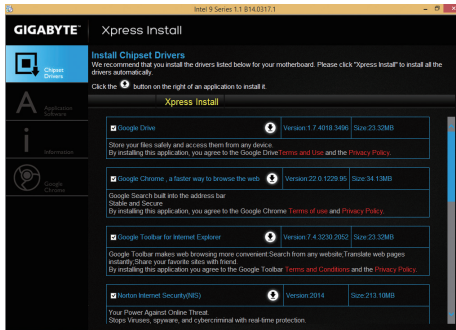 Intel 9 Series 1.1 B14.0317.1
GIGABYTE™
Xpress Install
Chipset
Drivers
Application
Software
Information
Google
Chrome
Install Chipset Drivers
We recommend that you install the drivers listed below for your motherboard. Please click "Xpress Install" to install all the
drivers automatically.
Click the button on the right of an application to install it.
Xpress Install
Google Drive Version:1.7.4018.3496 Size:23.32MB
Store your files safely and access them from any device.
By installing this application, you agree to the Google DriveTerms and Use and the Privacy Policy.
Google Chrome , a faster way to browse the web Version:22.0.1229.95 Size:34.13MB
Google Search built into the address bar
Stable and Secure
By installing this application, you agree to the Google Chrome Terms of use and Privacy Policy.
Google Toolbar for Internet Explorer Version:7.4.3230.2052 Size:23.32MB
Google Toolbar makes web browsing more convenient.Search from any website;Translate web pages
instantly;Share your favorite sites with friend.
By installing this application you agree to the Google Toolbar Terms and Conditions and the Privacy Policy.
Norton Internet Security(NIS) Version:2014 Size:213.10MB
Your Power Against Online Threat.
Stops Viruses, spyware, and cybercriminal with real-time protection.